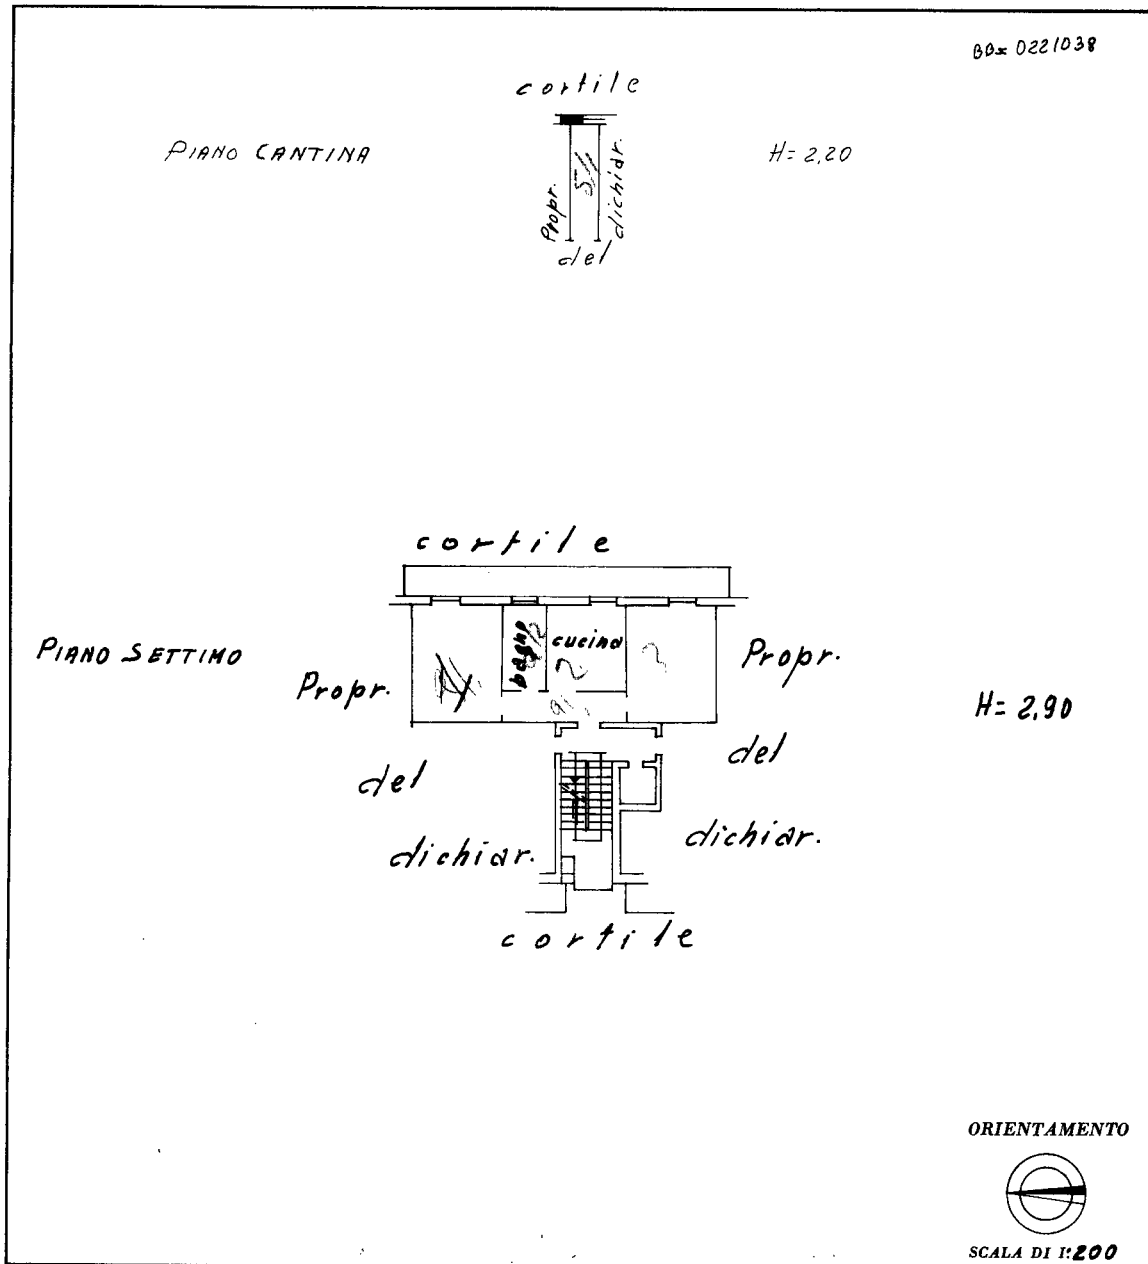 0221038
cortile
PIANO CANTINA
H= 2,20
Propr.
dichiar.
del
cortile
PIANO SETTIMO
bagno
cucina
Propr.
Propr.
H= 2,90
del
del
dichiar.
dichiar.
cortile
ORIENTAMENTO
SCALA DI 1:200